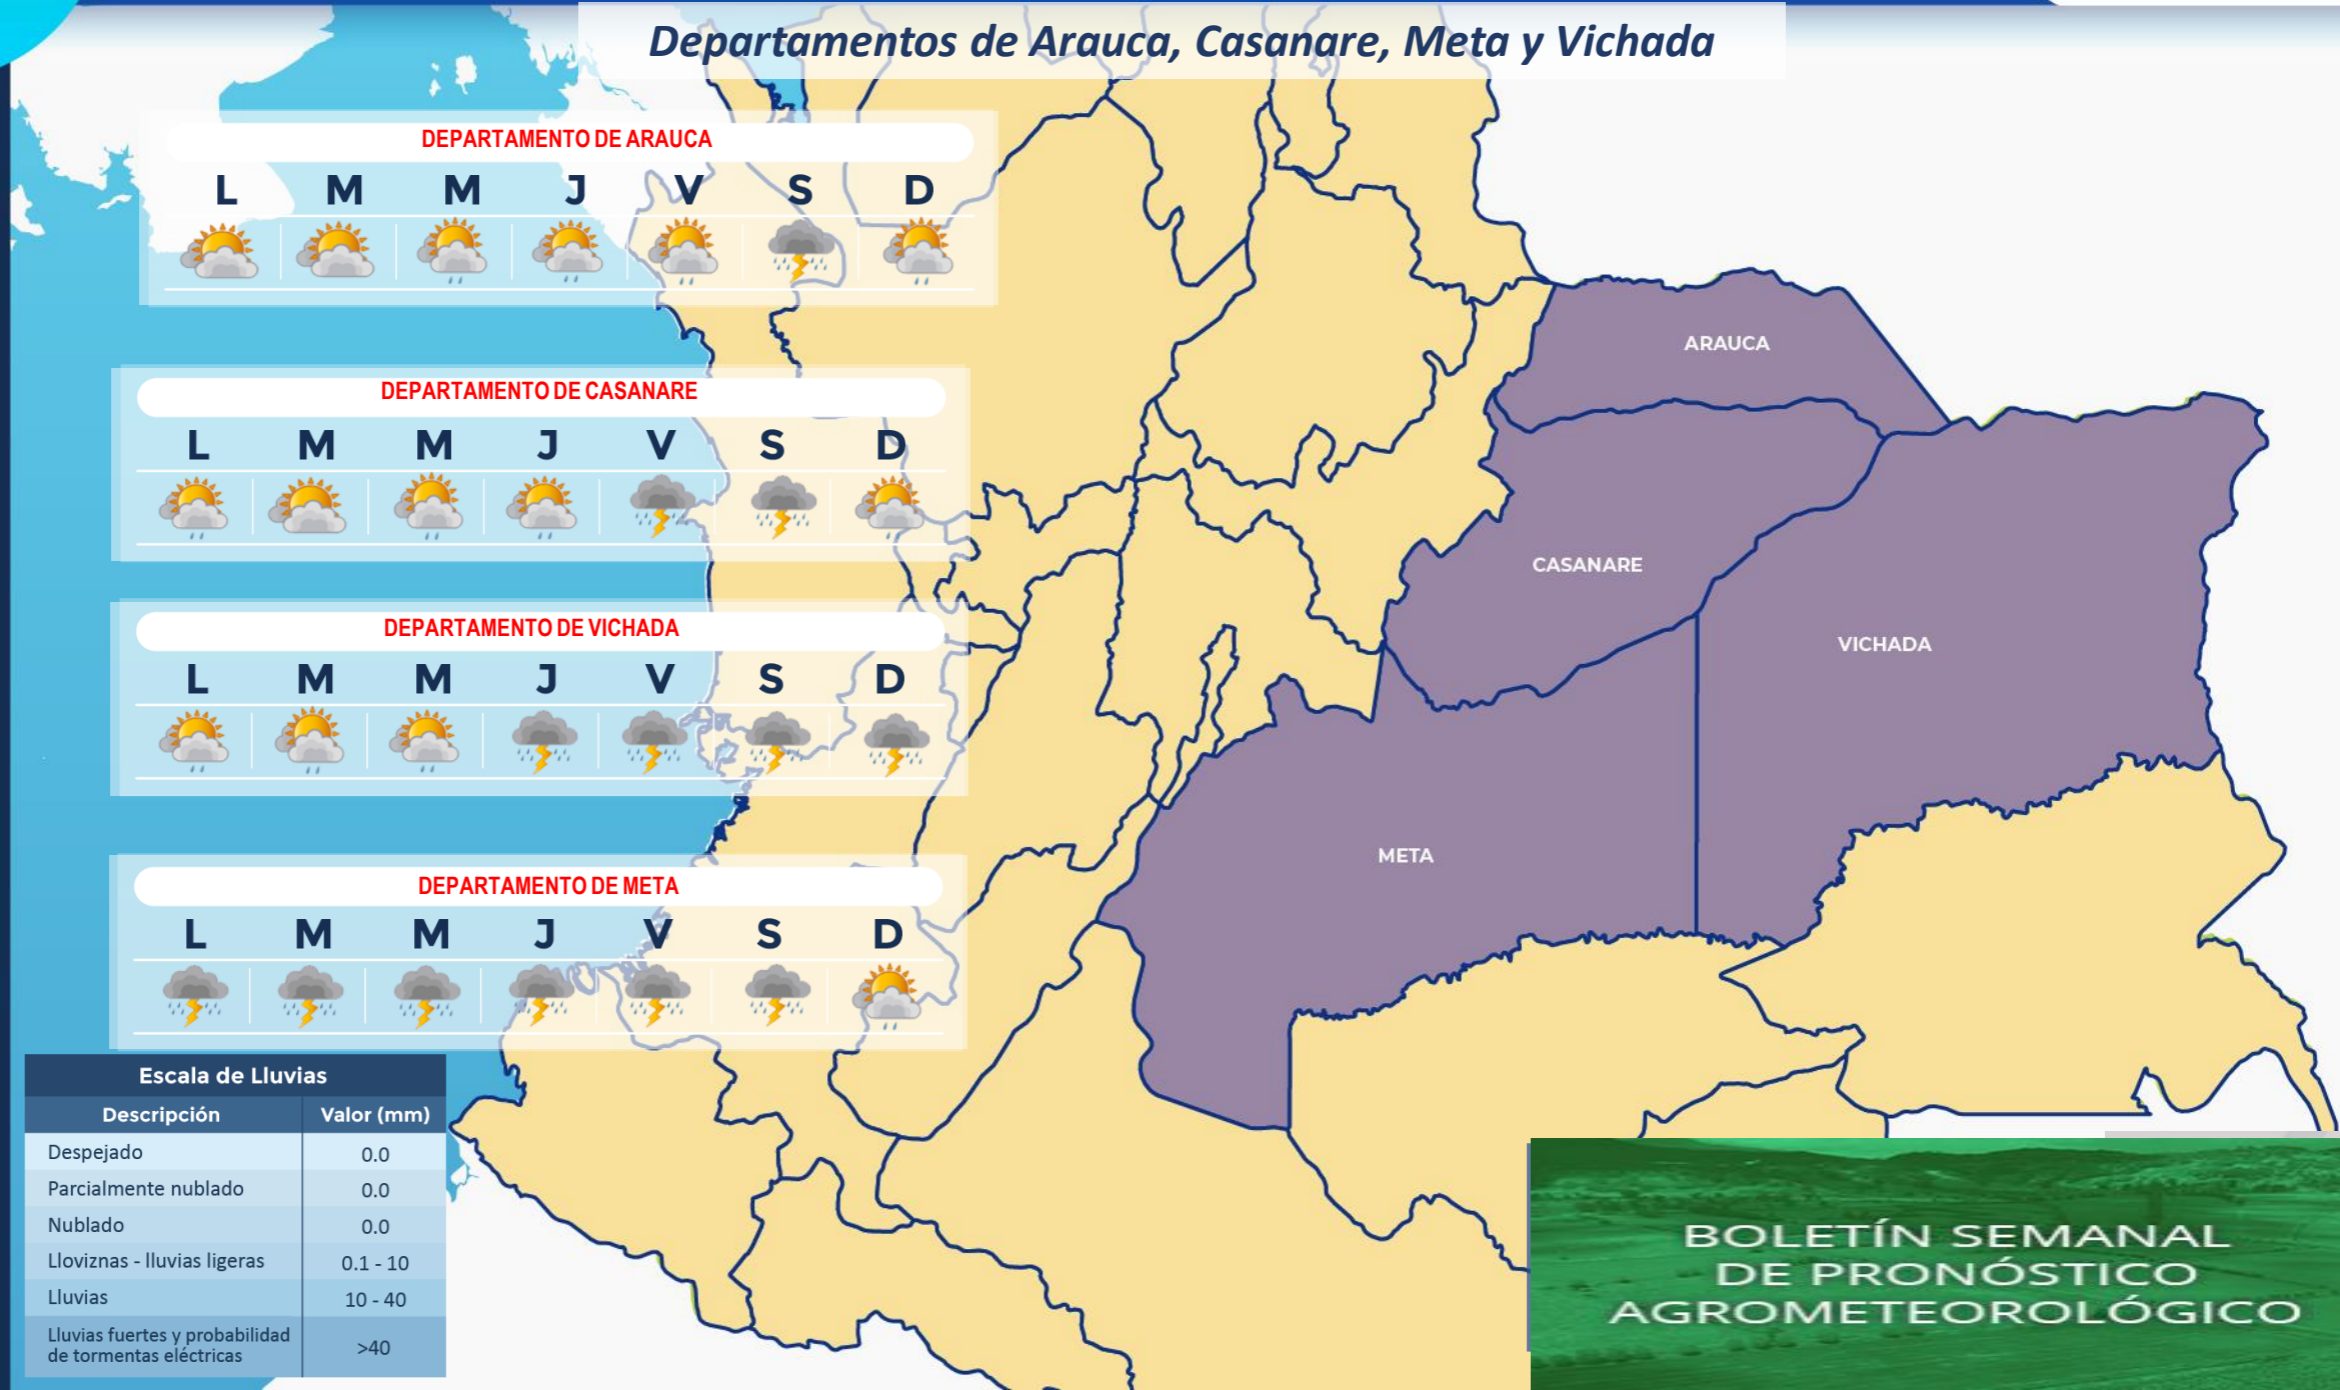 Departamentos de Arauca, Casanare, Meta y Vichada
DEPARTAMENTO DE ARAUCA
L M M J V S D
DEPARTAMENTO DE CASANARE
L M M J V S D
DEPARTAMENTO DE VICHADA
L M M J V S D
DEPARTAMENTO DE META
L M M J V S D
ARAUCA
CASANARE
VICHADA
META
Escala de Lluvias
Descripción Valor (mm)
Despejado 0.0
Parcialmente nublado 0.0
Nublado 0.0
Lloviznas - lluvias ligeras 0.1 - 10
Lluvias 10 - 40
Lluvias fuertes y probabilidad
de tormentas eléctricas >40
BOLETÍN SEMANAL
DE PRONÓSTICO
AGROMETEOROLÓGICO